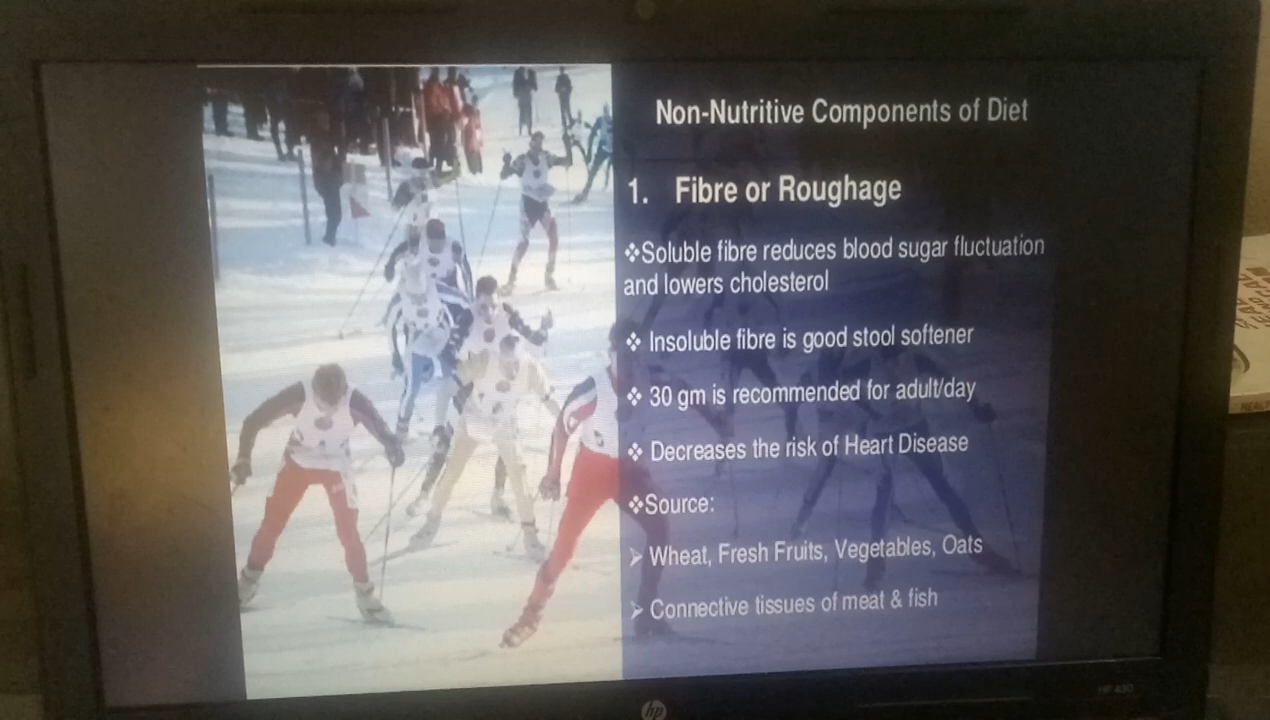 Non-Nutritive Components of Diet
1. Fibre or Roughage
❖Soluble fibre reduces blood sugar fluctuation
and lowers cholesterol
❖ Insoluble fibre is good stool softener
❖ 30 gm is recommended for adult/day
❖ Decreases the risk of Heart Disease
❖Source:
➢ Wheat, Fresh Fruits, Vegetables, Oats
➢ Connective tissues of meat & fish
hp